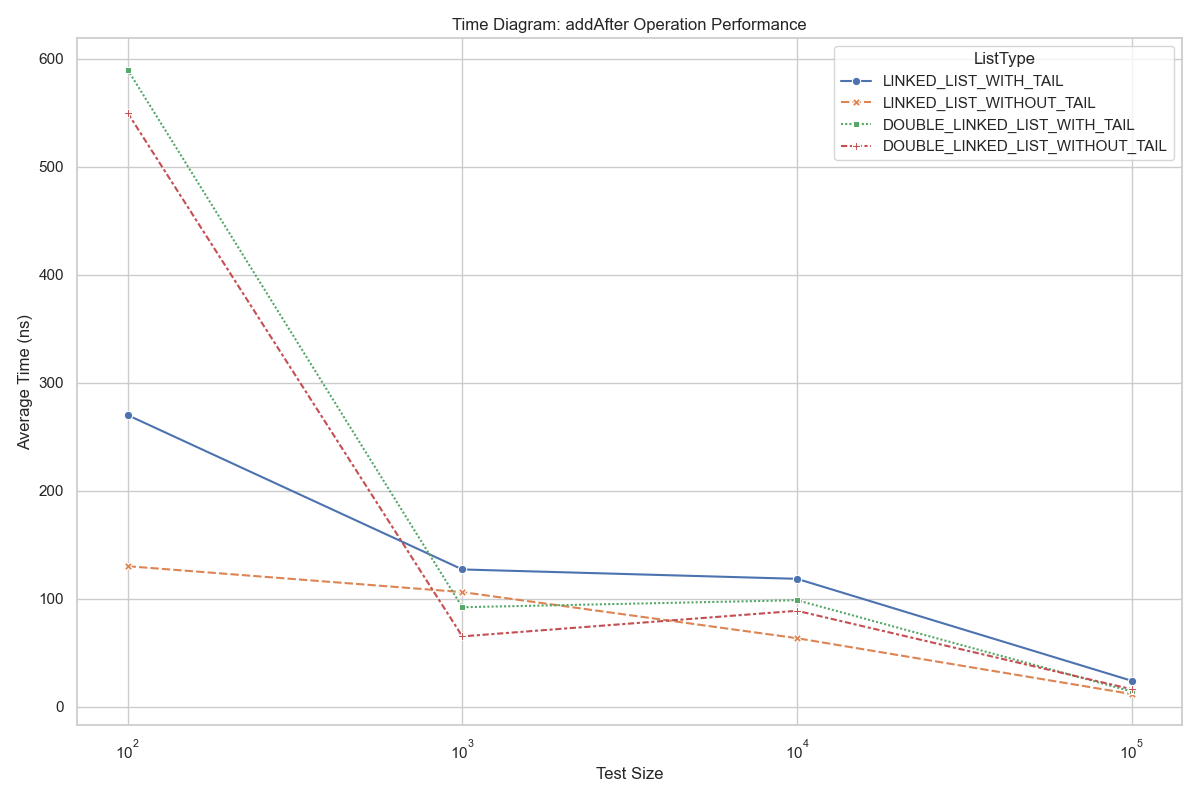 Time Diagram: addAfter Operation Performance
ListType
LINKED_LIST_WITH_TAIL
LINKED_LIST_WITHOUT_TAIL
DOUBLE_LINKED_LIST_WITH_TAIL
DOUBLE_LINKED_LIST_WITHOUT_TAIL
Average Time (ns)
600
500
400
300
200
100
0
10² 10³ 10⁴ 10⁵
Test Size